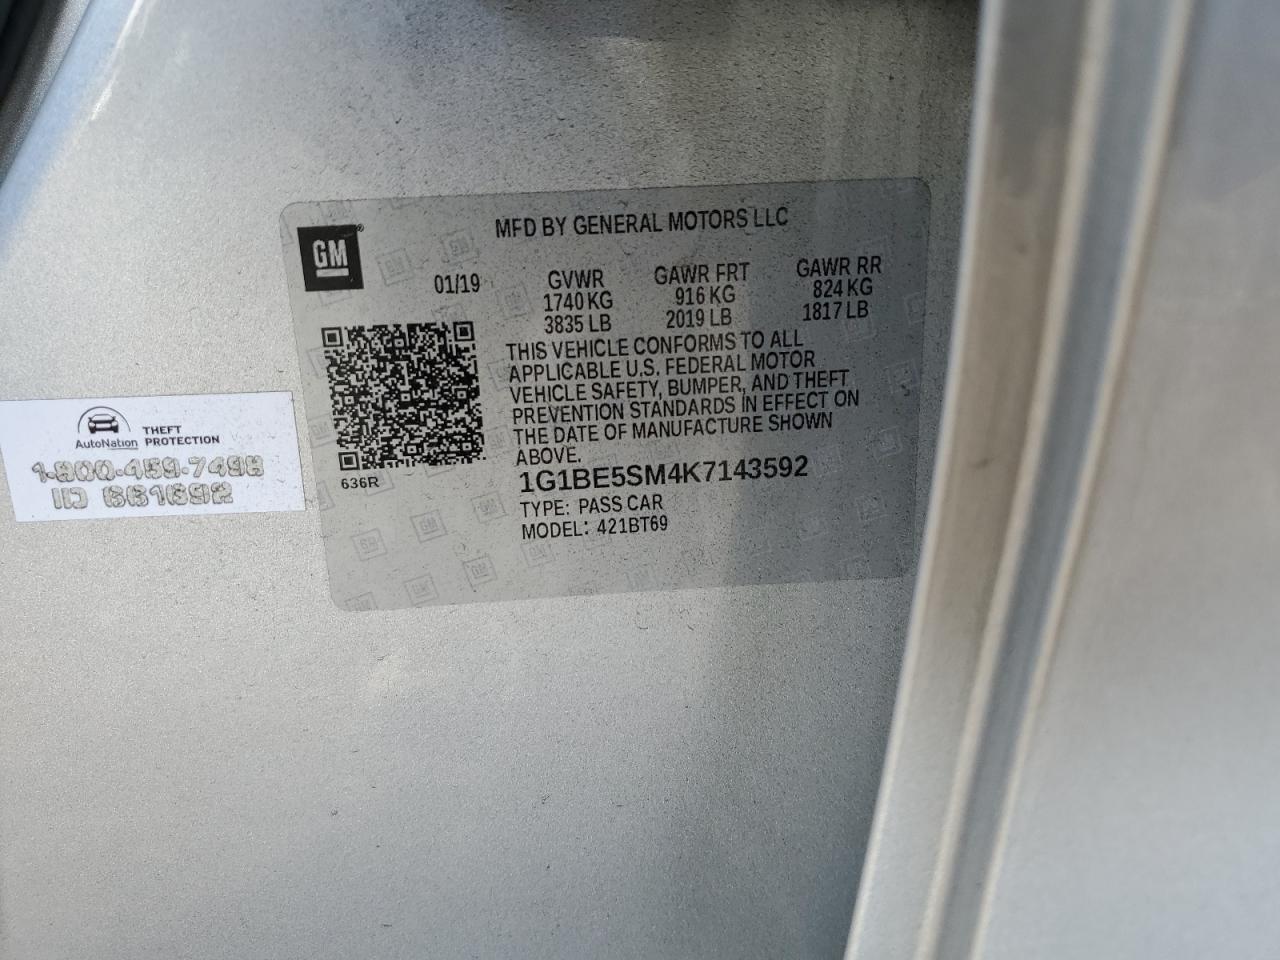 GM
MFD BY GENERAL MOTORS LLC
01/19
GVWR
1740 KG
3835 LB
GAWR FRT
916 KG
2019 LB
GAWR RR
824 KG
1817 LB
THIS VEHICLE CONFORMS TO ALL
APPLICABLE U.S. FEDERAL MOTOR
VEHICLE SAFETY, BUMPER, AND THEFT
PREVENTION STANDARDS IN EFFECT ON
THE DATE OF MANUFACTURE SHOWN
ABOVE.
636R
1G1BE5SM4K7143592
TYPE: PASS CAR
MODEL: 421BT69
AutoNation
THEFT
PROTECTION
1-800-459-7498
ID 661692